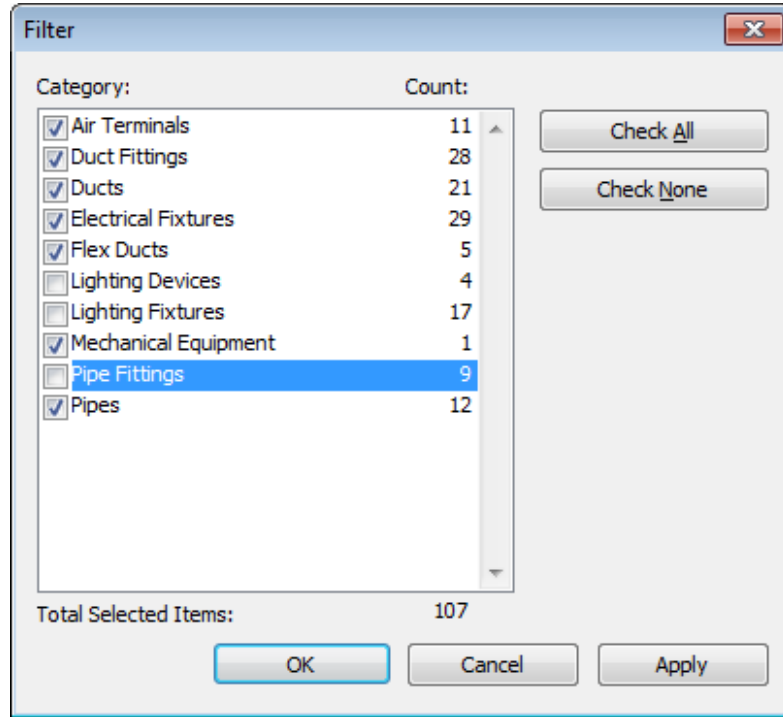 Filter
Category: Count:
Air Terminals 11
Duct Fittings 28
Ducts 21
Electrical Fixtures 29
Flex Ducts 5
Lighting Devices 4
Lighting Fixtures 17
Mechanical Equipment 1
Pipe Fittings 9
Pipes 12
Check All
Check None
Total Selected Items: 107
OK Cancel Apply